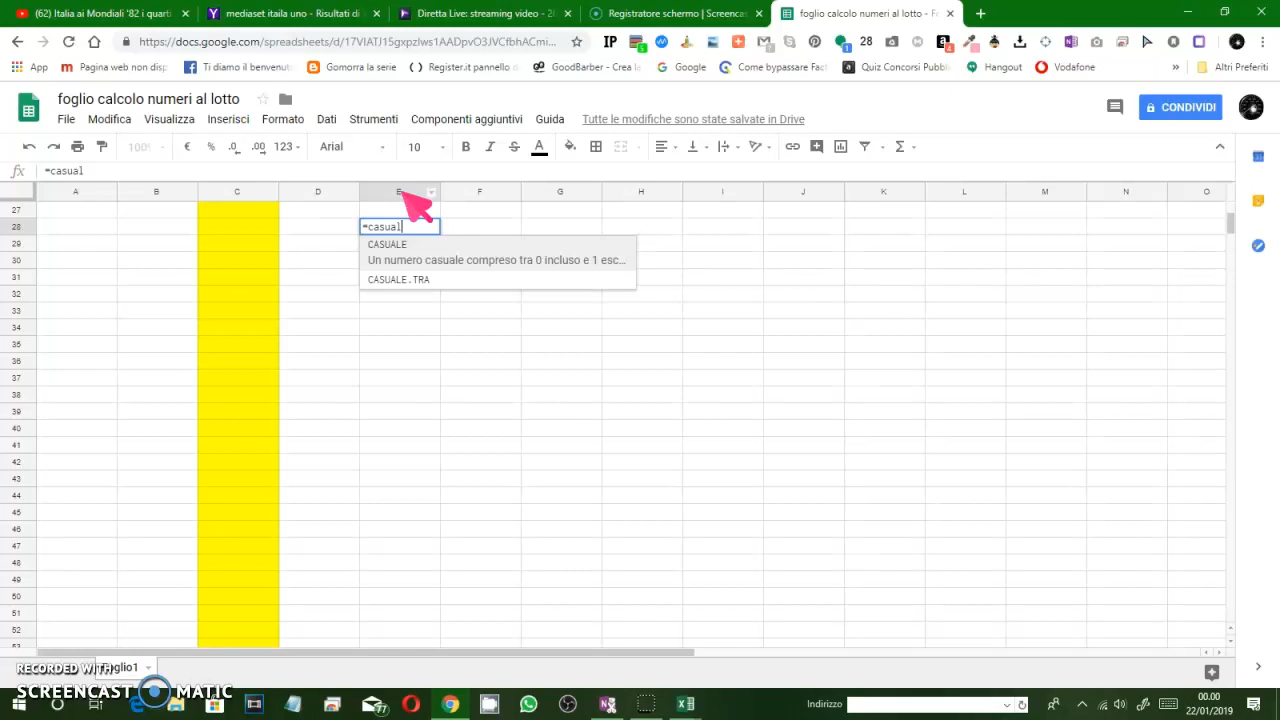 (62) Italia ai Mondial '82 i quarti
mediaset itaila uno - Risultati di
Diretta Live: streaming video - 2
Registratore schermo | Screencas
foglio calcolo numeri al lotto - Fo
https://docs.google.com/spreadsheets/d/17VIATJ15gxpzIws1AADpvO3JVCfbhACmi...
App
Pagina web non disp
Ti diamo il benvenut
Gomorra la serie
Register.it pannello d
GoodBarber - Crea la
Google
Come bypassare Fact
Quiz Concorsi Pubbli
Hangout
Vodafone
»
Altri Preferiti
foglio calcolo numeri al lotto
File Modifica Visualizza Inserisci Formato Dati Strumenti Componenti aggiuntivi Guida Tutte le modifiche sono state salvate in Drive
CONDIVIDI
100% € % .0 .00 123 Arial 10 B I S A Σ
fx =casual
A B C D E F G H I J K L M N O
27
28 =casual
29 CASUALE
Un numero casuale compreso tra 0 incluso e 1 esc...
30
31 CASUALE.TRA
32
33
34
35
36
37
38
39
40
41
42
43
44
45
46
47
48
49
50
51
52
53
Foglio1
RECORDED WITH
SCREENCAST MATIC
Indirizzo
00.00
22/01/2019